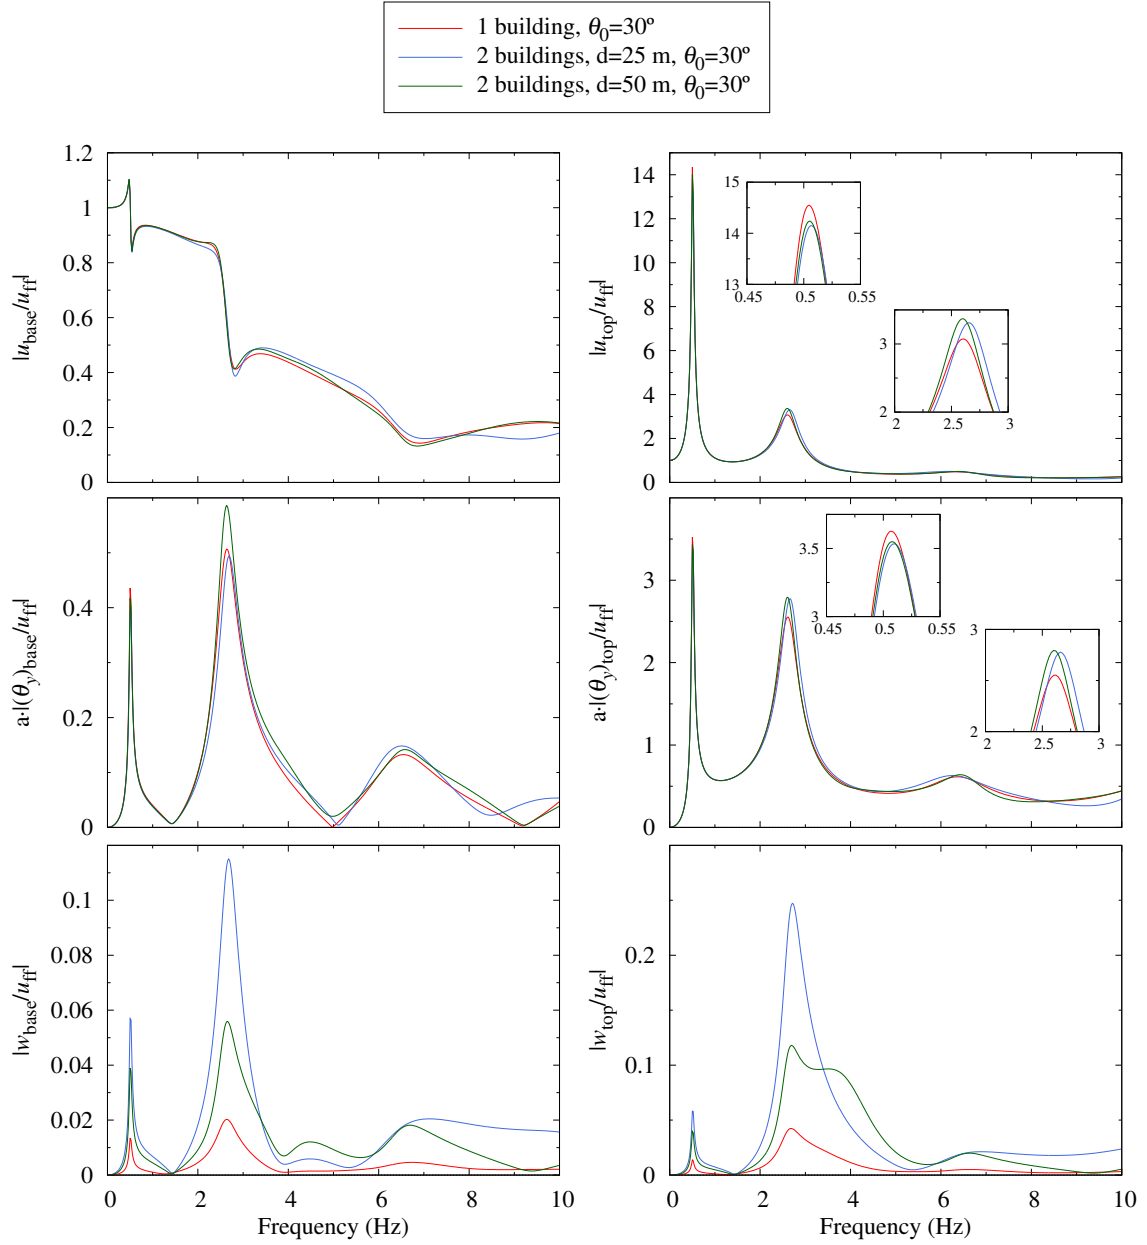 1 building, θ0=30º
2 buildings, d=25 m, θ0=30º
2 buildings, d=50 m, θ0=30º
|ubase/uff|
1.2
1
0.8
0.6
0.4
0.2
0
|utop/uff|
14
12
10
8
6
4
2
0
15
14
13
0.45 0.5 0.55
3
2
2 2.5 3
a·|(θy)base/uff|
0.4
0.2
0
a·|(θy)top/uff|
3
2
1
0
3.5
3
0.45 0.5 0.55
3
2
2 2.5 3
|wbase/uff|
0.1
0.08
0.06
0.04
0.02
0
0 2 4 6 8 10
Frequency (Hz)
|wtop/uff|
0.2
0.1
0
0 2 4 6 8 10
Frequency (Hz)